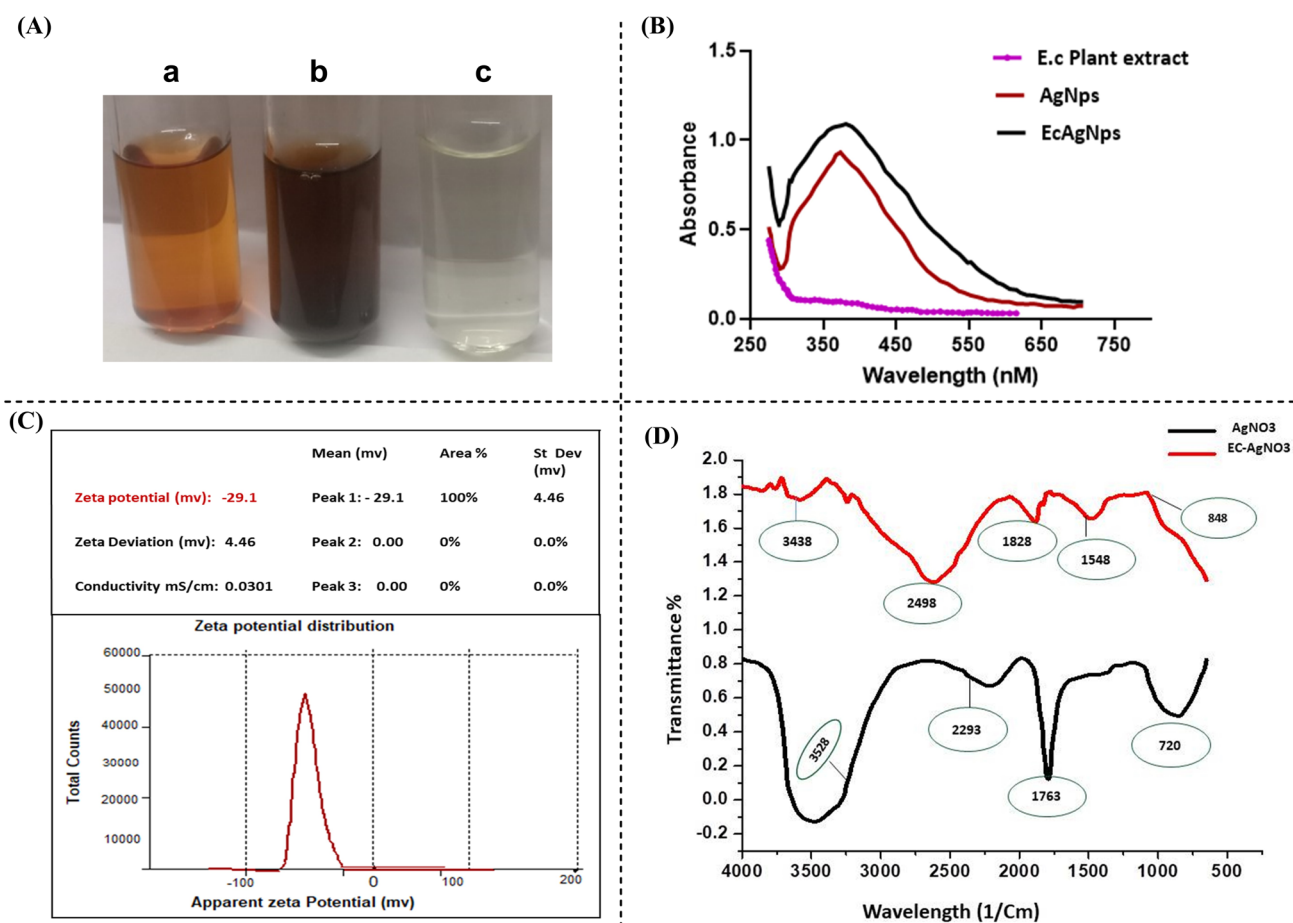 (A)
a b c
(B)
E.c Plant extract
AgNps
EcAgNps
1.5
1.0
0.5
0.0
Absorbance
250 350 450 550 650 750
Wavelength (nM)
(C)
Mean (mv) Area % St Dev
(mv)
Zeta potential (mv): -29.1 Peak 1: - 29.1 100% 4.46
Zeta Deviation (mv): 4.46 Peak 2: 0.00 0% 0.0%
Conductivity mS/cm: 0.0301 Peak 3: 0.00 0% 0.0%
Zeta potential distribution
60000
50000
40000
30000
20000
10000
Total Counts
-100 0 100 200
Apparent zeta Potential (mv)
(D)
AgNO3
EC-AgNO3
2.0
1.8
1.6
1.4
1.2
1.0
0.8
0.6
0.4
0.2
0.0
-0.2
Transmittance %
3438
2498
1828
1548
848
3528
2293
1763
720
4000 3500 3000 2500 2000 1500 1000 500
Wavelength (1/Cm)